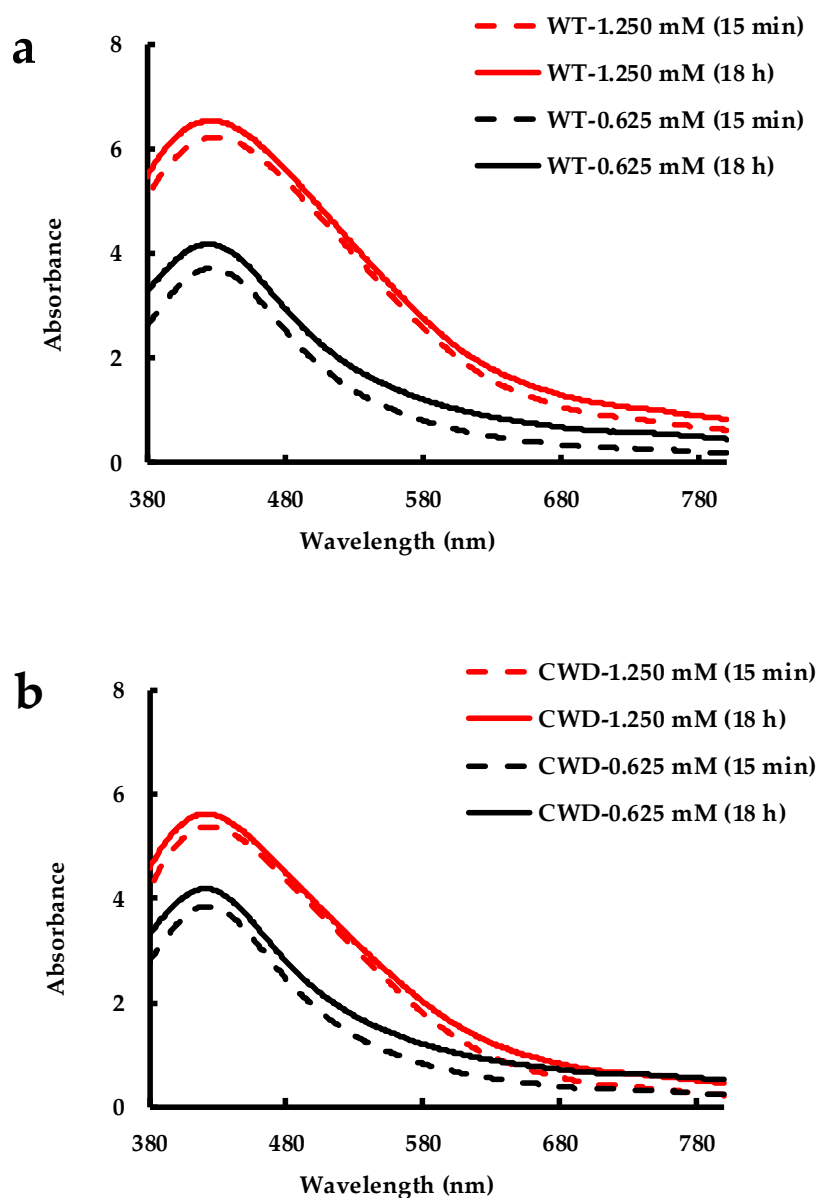 a
WT-1.250 mM (15 min)
WT-1.250 mM (18 h)
WT-0.625 mM (15 min)
WT-0.625 mM (18 h)
8
6
4
2
0
Absorbance
380 480 580 680 780
Wavelength (nm)
b
CWD-1.250 mM (15 min)
CWD-1.250 mM (18 h)
CWD-0.625 mM (15 min)
CWD-0.625 mM (18 h)
8
6
4
2
0
Absorbance
380 480 580 680 780
Wavelength (nm)